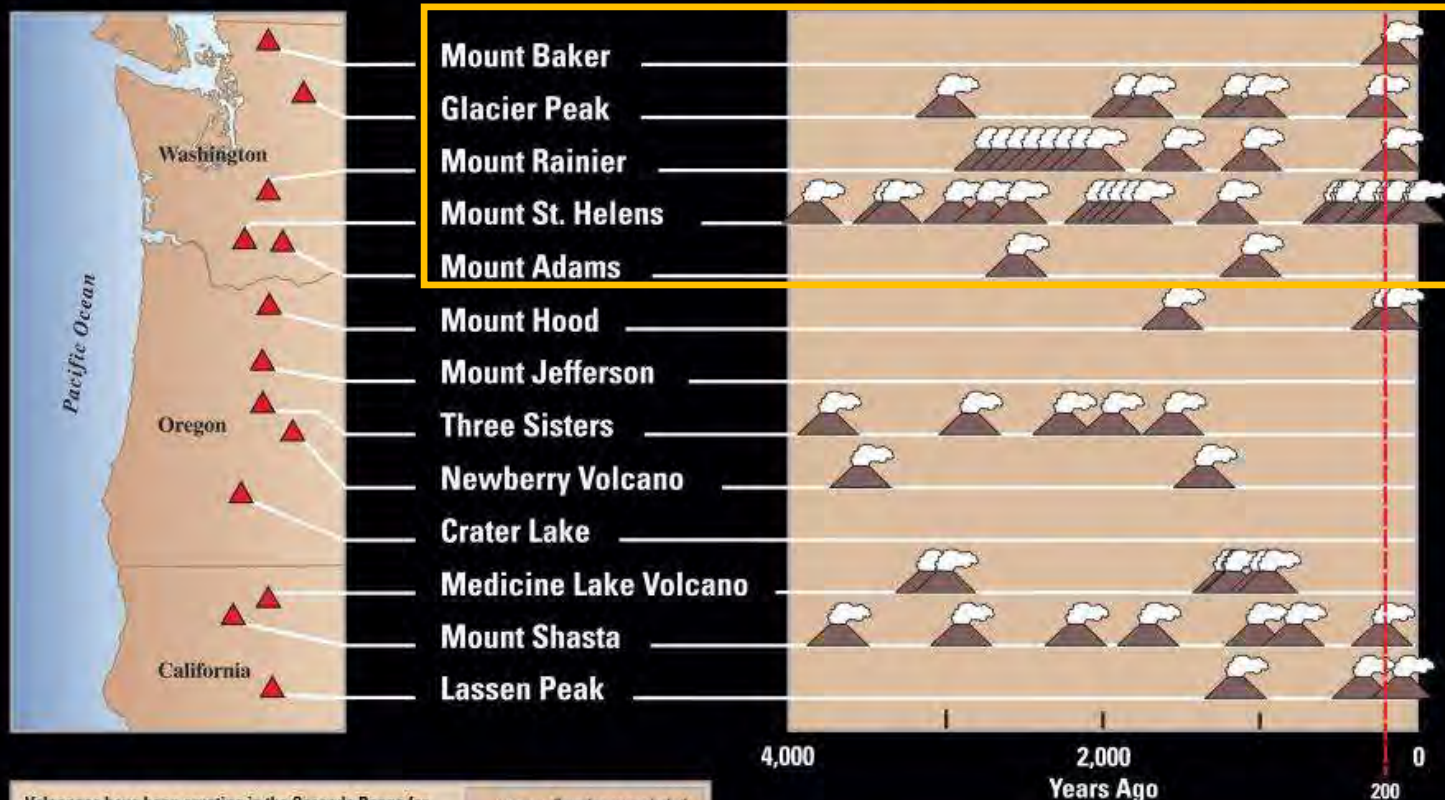 Mount Baker
Glacier Peak
Washington
Mount Rainier
Mount St. Helens
Mount Adams
Pacific Ocean
Mount Hood
Mount Jefferson
Oregon
Three Sisters
Newberry Volcano
Crater Lake
Medicine Lake Volcano
Mount Shasta
California
Lassen Peak
4,000 2,000 0
Years Ago 200